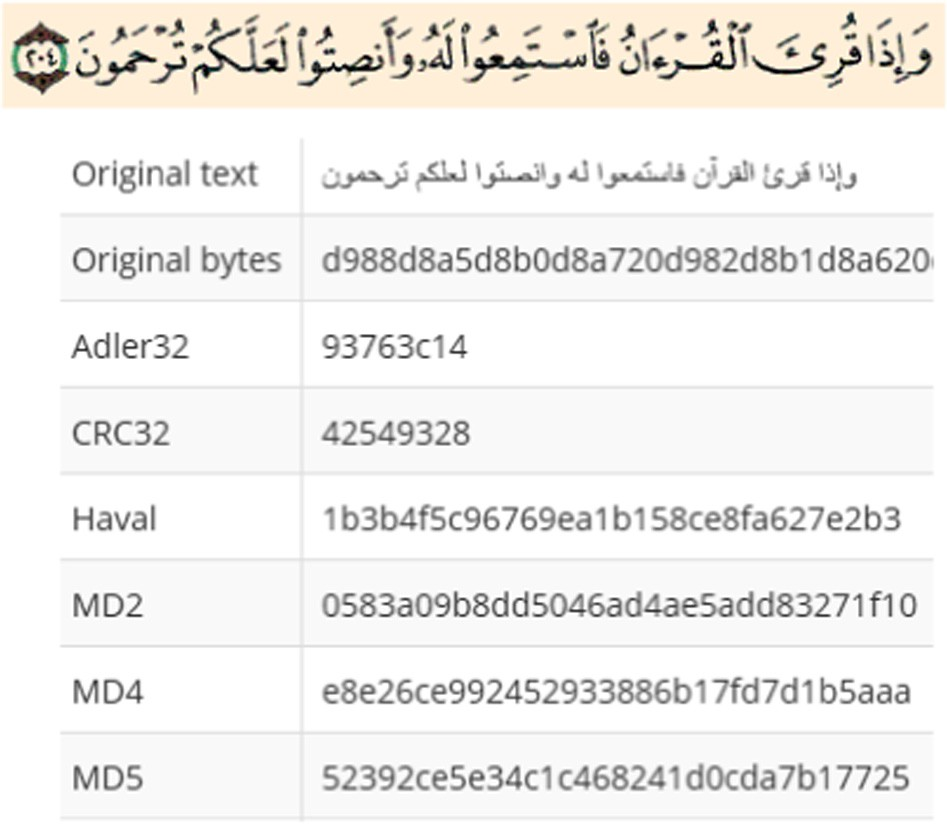 وَإِذَا قُرِئَ ٱلْقُرْءَانُ فَٱسْتَمِعُوا۟ لَهُۥ وَأَنصِتُوا۟ لَعَلَّكُمْ تُرْحَمُونَ ٢٠٤
Original text وإذا قرئ القرآن فاستمعوا له وانصتوا لعلكم ترحمون
Original bytes d988d8a5d8b0d8a720d982d8b1d8a620
Adler32 93763c14
CRC32 42549328
Haval 1b3b4f5c96769ea1b158ce8fa627e2b3
MD2 0583a09b8dd5046ad4ae5add83271f10
MD4 e8e26ce992452933886b17fd7d1b5aaa
MD5 52392ce5e34c1c468241d0cda7b17725